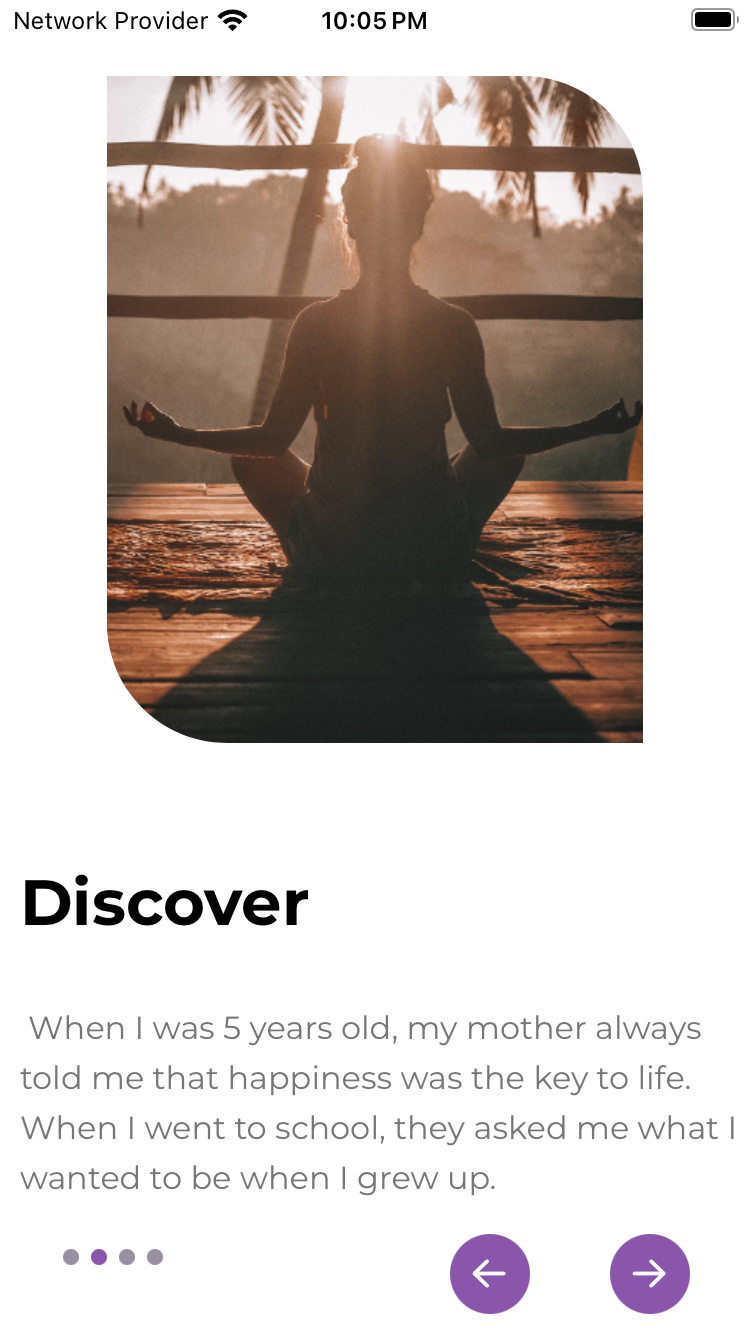 Network Provider 10:05 PM
Discover
When I was 5 years old, my mother always
told me that happiness was the key to life.
When I went to school, they asked me what I
wanted to be when I grew up.